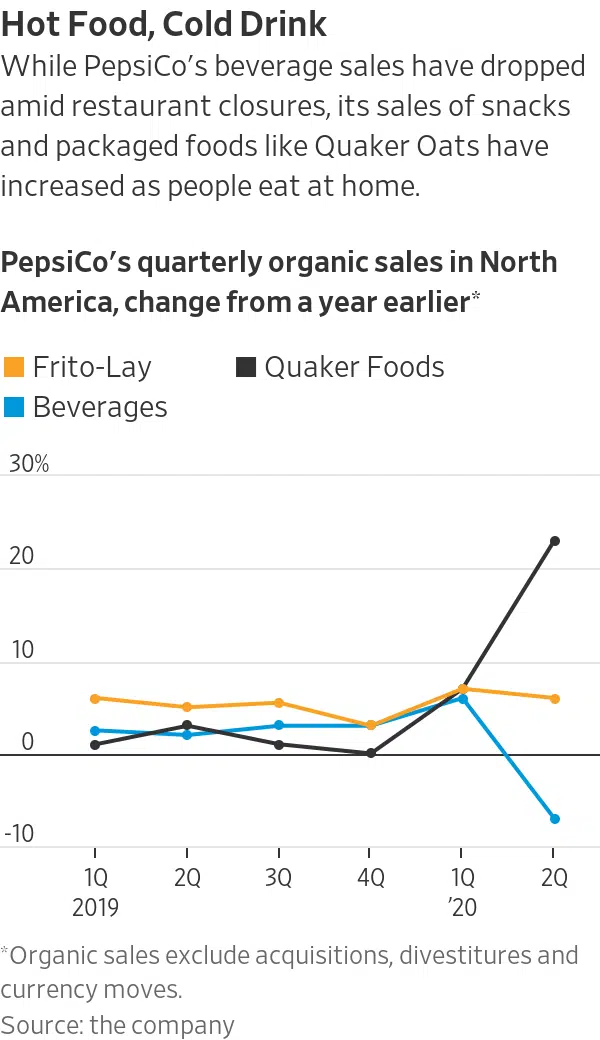 Hot Food, Cold Drink
While PepsiCo's beverage sales have dropped
amid restaurant closures, its sales of snacks
and packaged foods like Quaker Oats have
increased as people eat at home.
PepsiCo's quarterly organic sales in North
America, change from a year earlier*
Frito-Lay
Quaker Foods
Beverages
30%
20
10
0
-10
1Q 2Q 3Q 4Q 1Q 2Q
2019 '20
*Organic sales exclude acquisitions, divestitures and
currency moves.
Source: the company